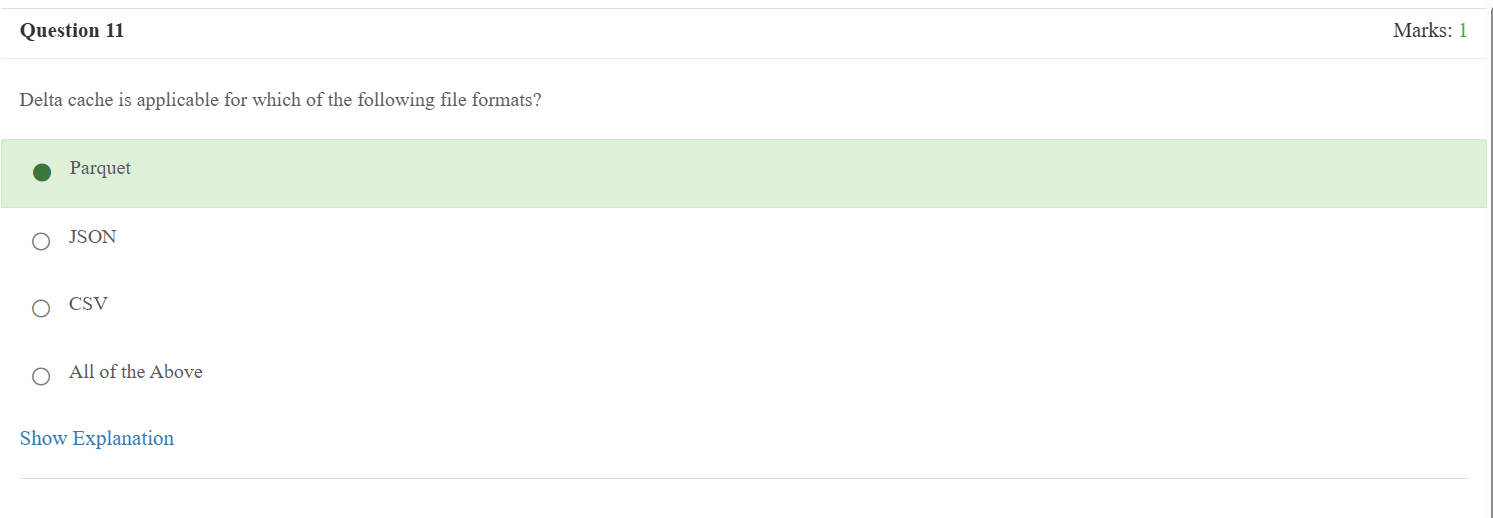 Question 11
Marks: 1
Delta cache is applicable for which of the following file formats?
Parquet
JSON
CSV
All of the Above
Show Explanation